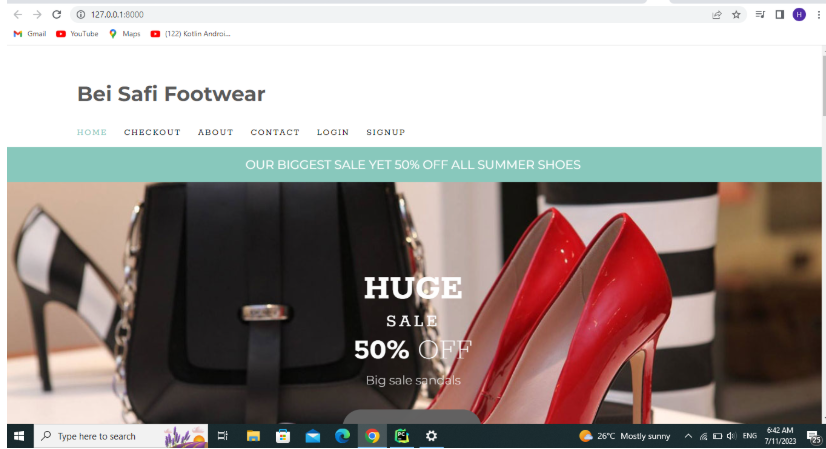 127.0.0.1:8000
Gmail YouTube Maps (122) Kotlin Androi...
H
Bei Safi Footwear
HOME CHECKOUT ABOUT CONTACT LOGIN SIGNUP
OUR BIGGEST SALE YET 50% OFF ALL SUMMER SHOES
HUGE
SALE
50% OFF
Big sale sandals
Type here to search
PC
26°C Mostly sunny
ENG
6:42 AM
7/11/2023
25